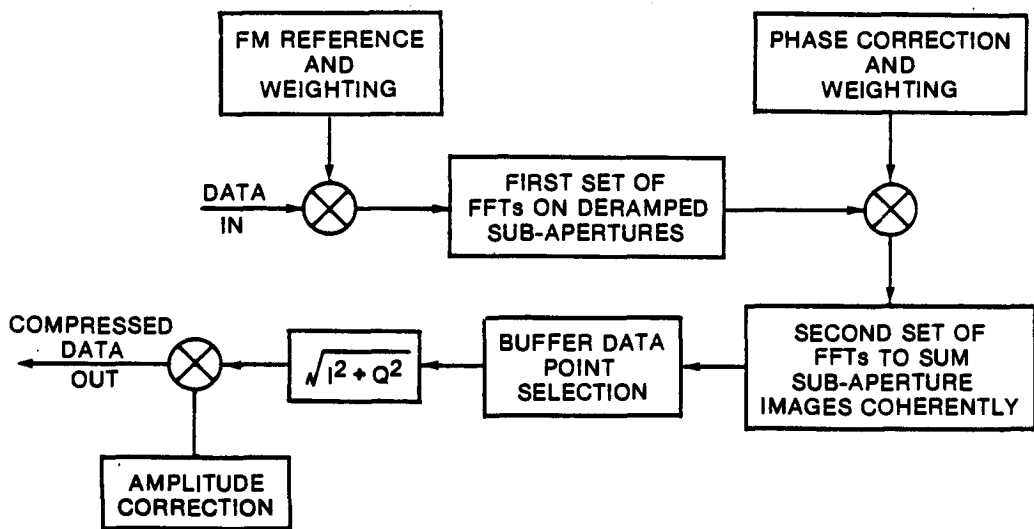 FM REFERENCE
AND
WEIGHTING
PHASE CORRECTION
AND
WEIGHTING
DATA
IN
FIRST SET OF
FFTs ON DERAMPED
SUB-APERTURES
COMPRESSED
DATA
OUT
√I² + Q²
BUFFER DATA
POINT
SELECTION
SECOND SET OF
FFTs TO SUM
SUB-APERTURE
IMAGES COHERENTLY
AMPLITUDE
CORRECTION